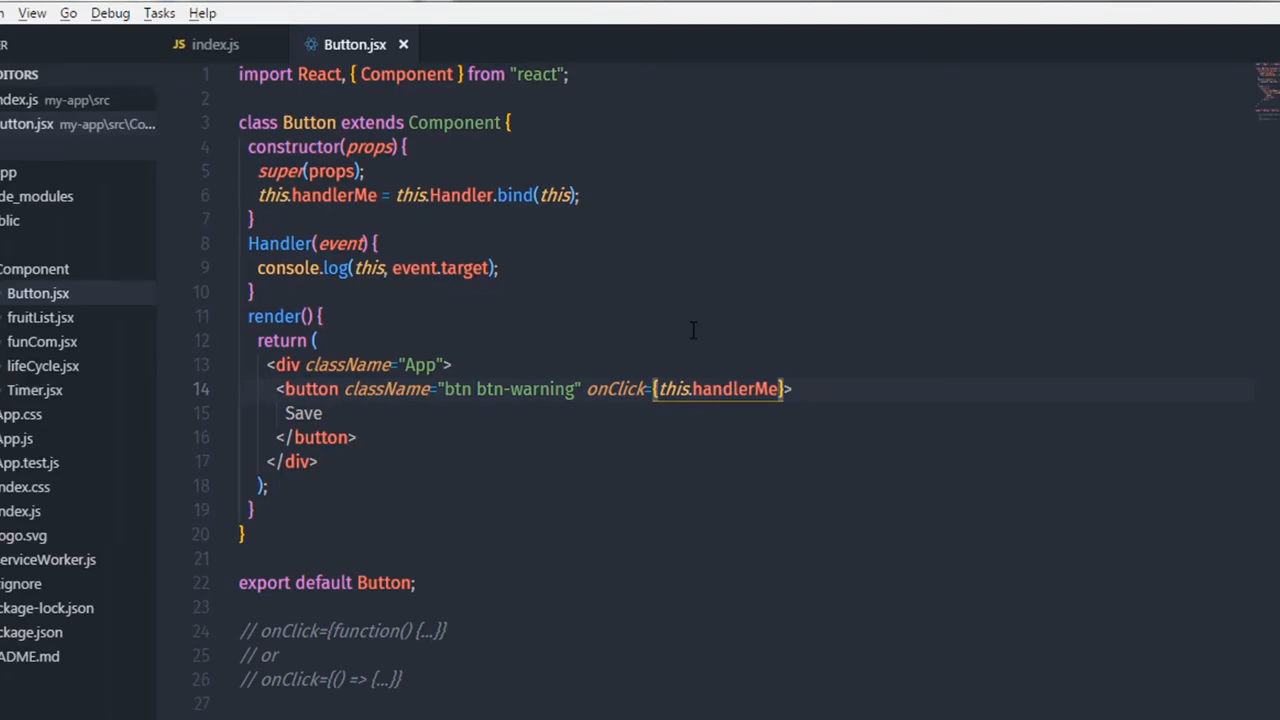 View Go Debug Tasks Help
ER
JS index.js
Button.jsx ×
DITORS
ndex.js my-app\src
utton.jsx my-app\src\Co...
pp
de_modules
blic
Component
Button.jsx
fruitList.jsx
funCom.jsx
lifeCycle.jsx
Timer.jsx
App.css
App.js
App.test.js
ndex.css
ndex.js
ogo.svg
erviceWorker.js
tignore
ckage-lock.json
ckage.json
EADME.md
1 import React, { Component } from "react";
2
3 class Button extends Component {
4 constructor(props) {
5 super(props);
6 this.handlerMe = this.Handler.bind(this);
7 }
8 Handler(event) {
9 console.log(this, event.target);
10 }
11 render() {
12 return (
13 <div className="App">
14 <button className="btn btn-warning" onClick={this.handlerMe}>
15 Save
16 </button>
17 </div>
18 );
19 }
20 }
21
22 export default Button;
23
24 // onClick={function() {...}}
25 // or
26 // onClick={() => {...}}
27